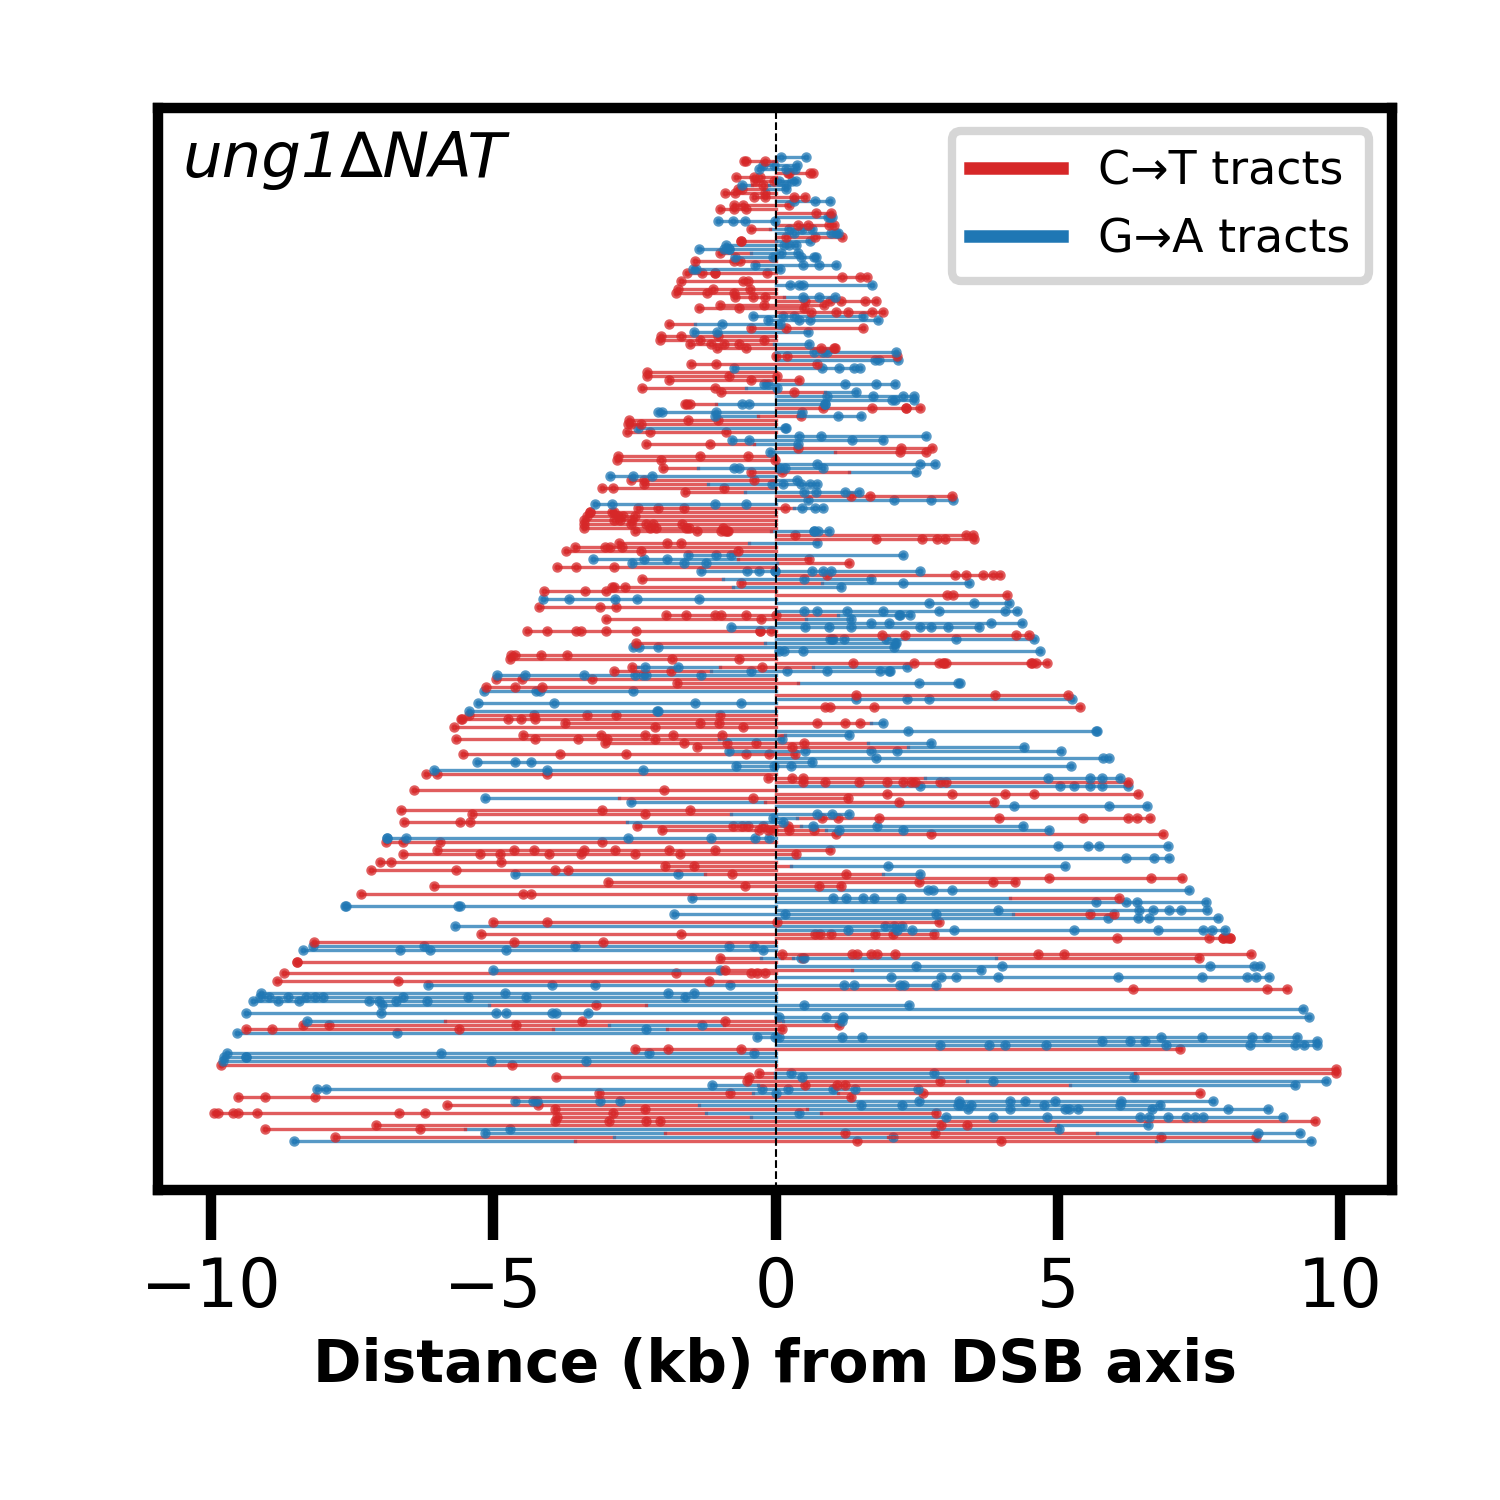 ung1ΔNAT
C→T tracts
G→A tracts
−10 −5 0 5 10
Distance (kb) from DSB axis